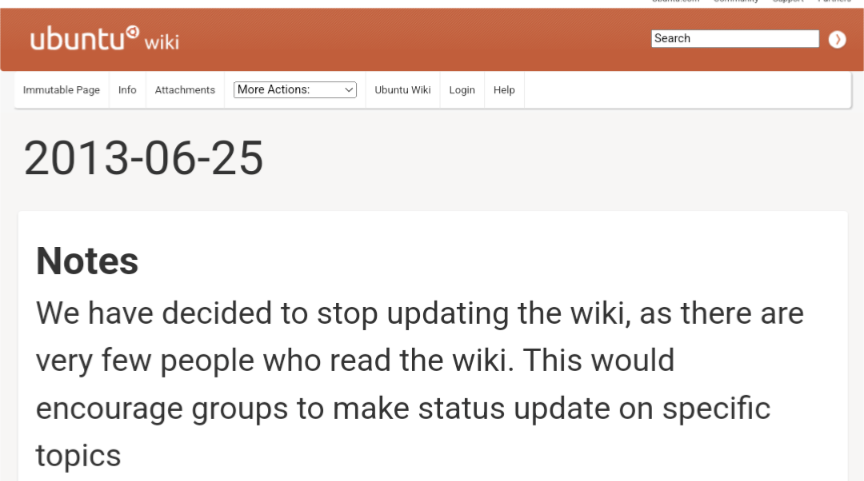 ubuntu.com Community Support Partners
ubuntu wiki
Search
Immutable Page Info Attachments More Actions: Ubuntu Wiki Login Help
2013-06-25
Notes
We have decided to stop updating the wiki, as there are
very few people who read the wiki. This would
encourage groups to make status update on specific
topics